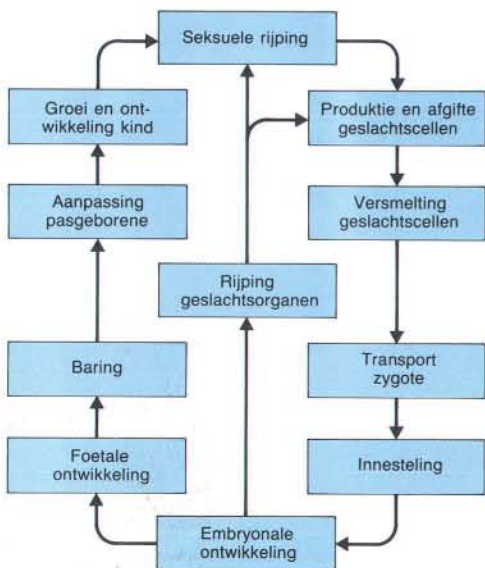 Seksuele rijping
Groei en ont-
wikkeling kind
Produktie en afgifte
geslachtscellen
Aanpassing
pasgeborene
Versmelting
geslachtscellen
Rijping
geslachtsorganen
Baring
Transport
zygote
Foetale
ontwikkeling
Innesteling
Embryonale
ontwikkeling